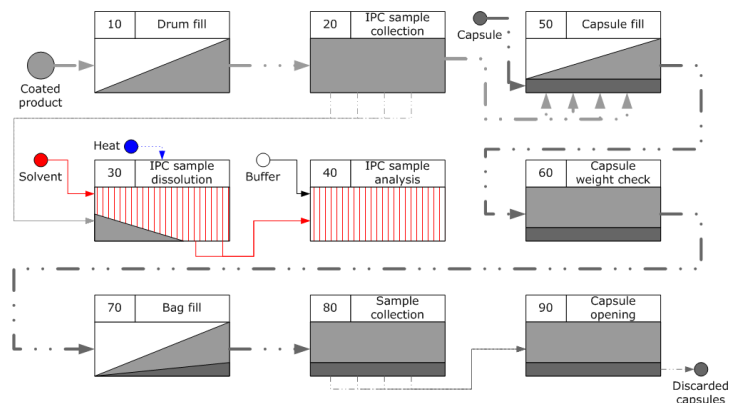 10 Drum fill
20 IPC sample
collection
50 Capsule fill
Capsule
Coated
product
Heat
Solvent
30 IPC sample
dissolution
Buffer
40 IPC sample
analysis
60 Capsule
weight check
70 Bag fill
80 Sample
collection
90 Capsule
opening
Discarded
capsules